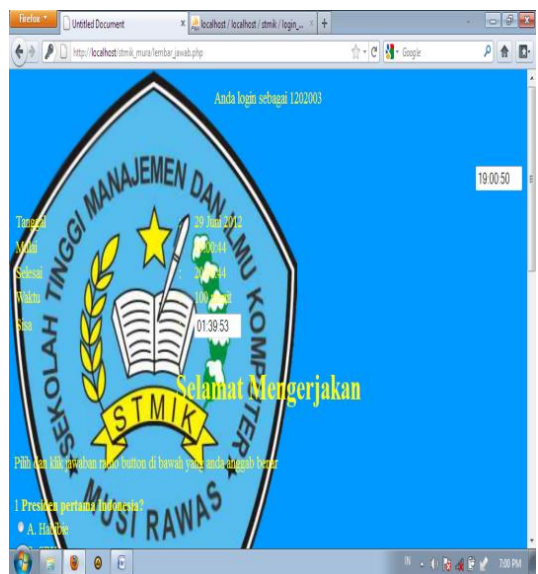 Firefox
Untitled Document
localhost / localhost / stmik / login_...
http://localhost/stmik_mura/lembar_jawab.php
Google
Anda login sebagai 1202003
19:00:50
SEKOLAH TINGGI MANAJEMEN DAN ILMU KOMPUTER
Tanggal : 29 Juni 2012
Mulai
Selesai :
Waktu : 100
Sisa 01:39:53
Selamat Mengerjakan
STMIK
MUSI RAWAS
Pilih dan klik jawaban radio button di bawah yang anda anggab benar
1 Presiden pertama Indonesia?
A. Habibie
IN 7:00 PM